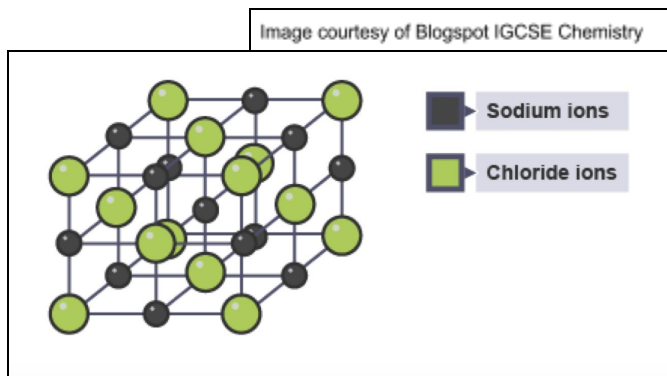 Image courtesy of Blogspot IGCSE Chemistry
Sodium ions
Chloride ions